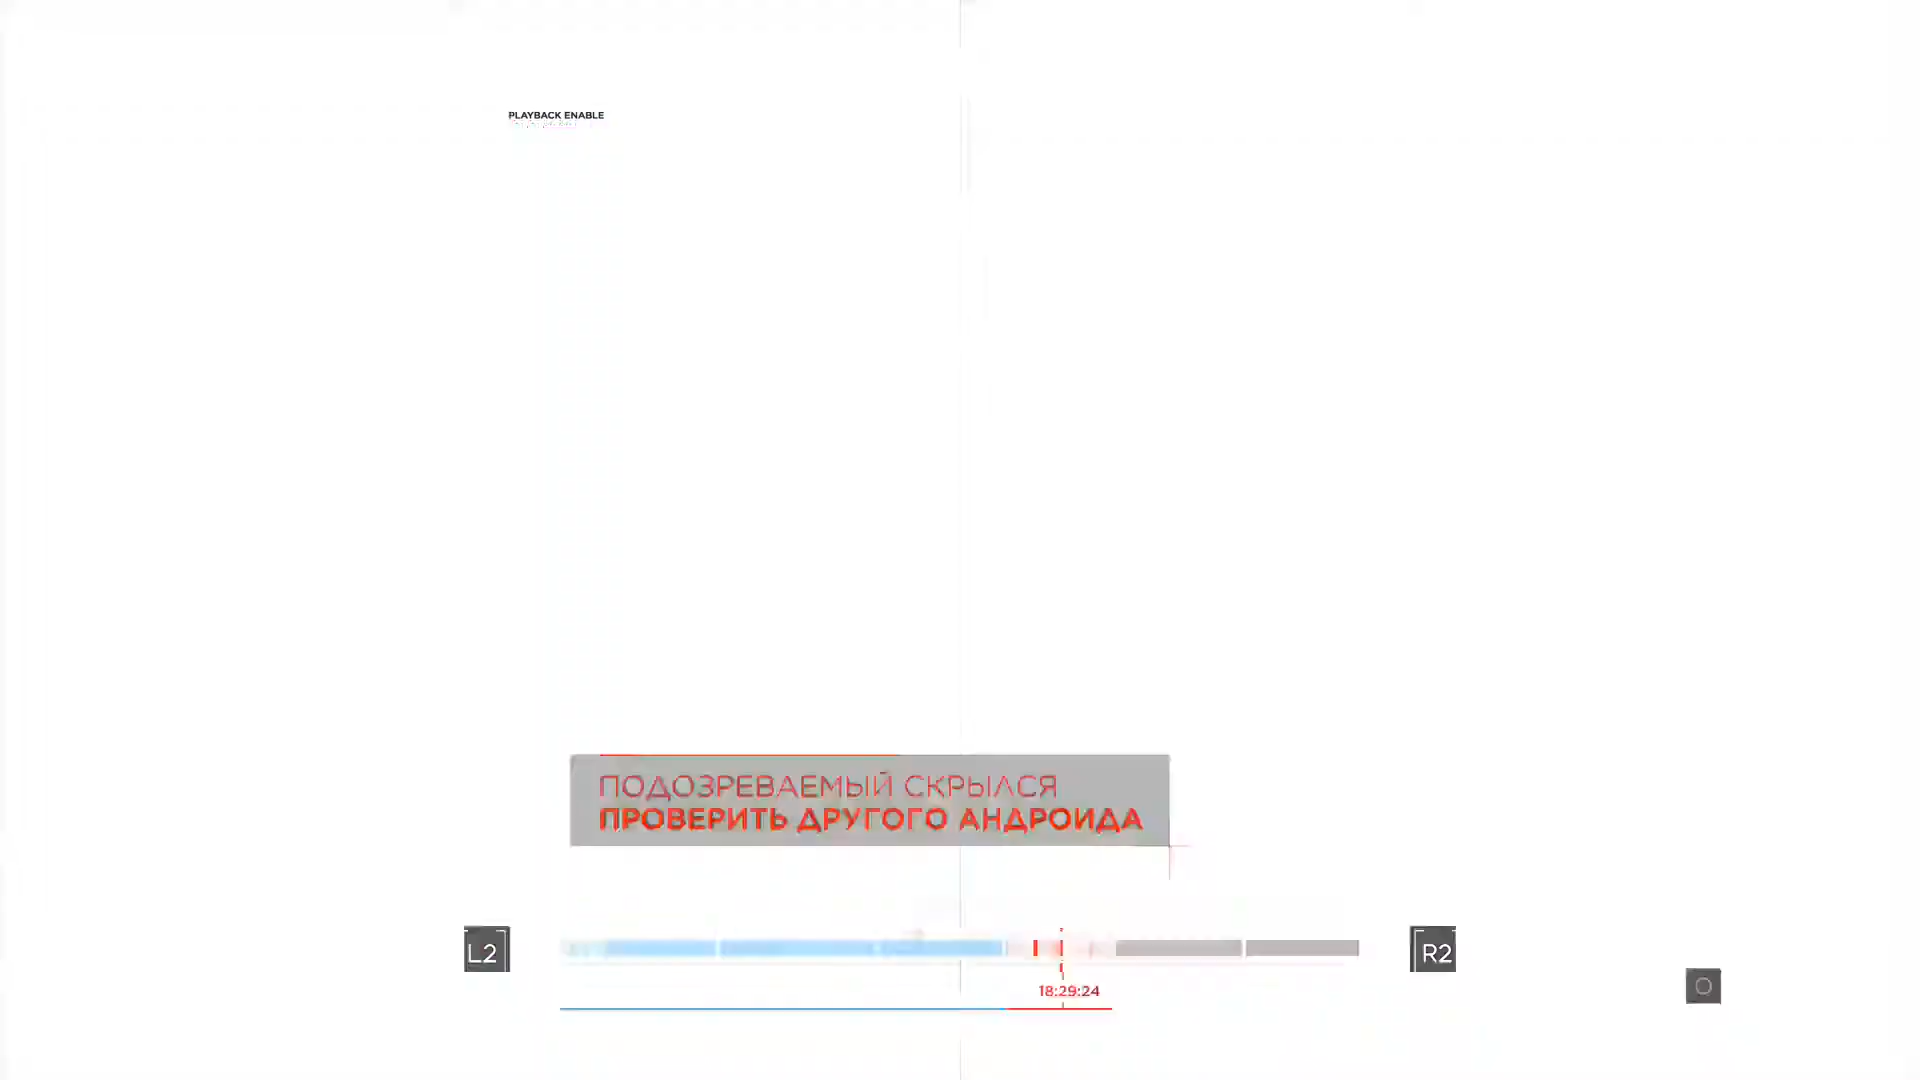 PLAYBACK ENABLE
ПОДОЗРЕВАЕМЫЙ СКРЫЛСЯ
ПРОВЕРИТЬ ДРУГОГО АНДРОИДА
L2
R2
18:29:24
O